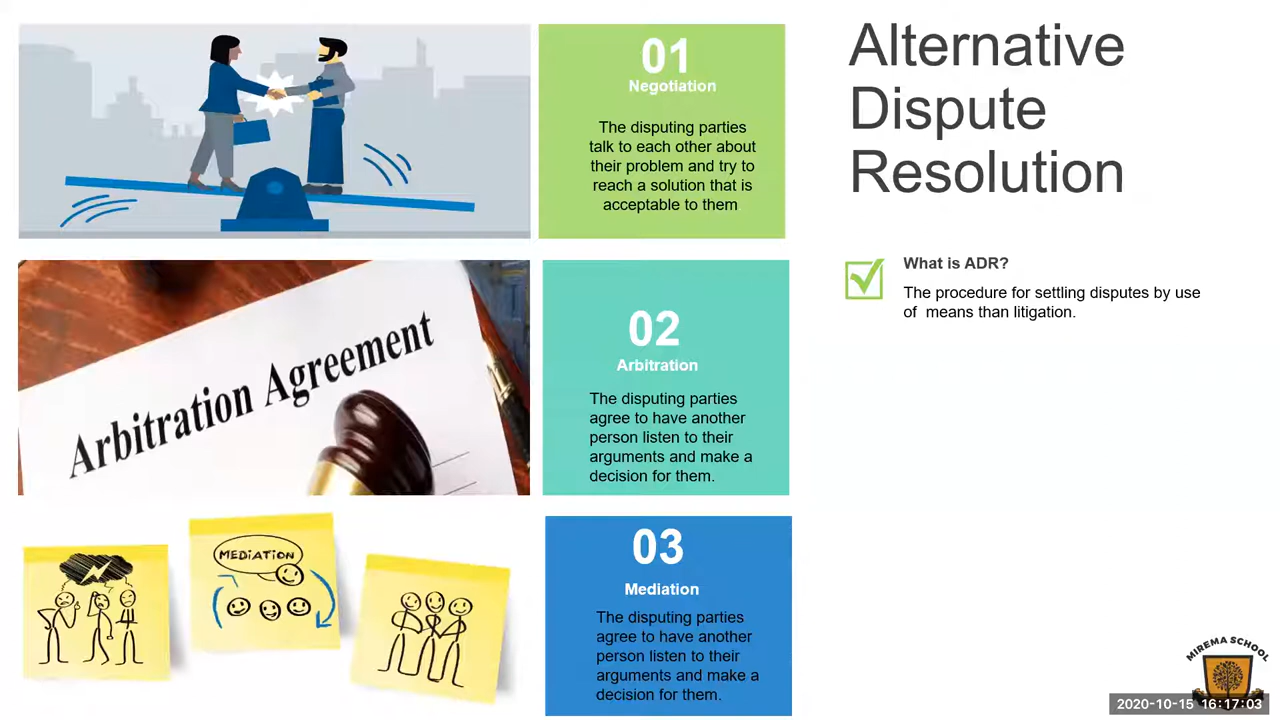 Alternative
Dispute
Resolution
What is ADR?
The procedure for settling disputes by use
of  means than litigation.
01
Negotiation
The disputing parties
talk to each other about
their problem and try to
reach a solution that is
acceptable to them
Arbitration Agreement
02
Arbitration
The disputing parties
agree to have another
person listen to their
arguments and make a
decision for them.
MEDIATION
03
Mediation
The disputing parties
agree to have another
person listen to their
arguments and make a
decision for them.
MIREMA SCHOOL
2020-10-15 16:17:03